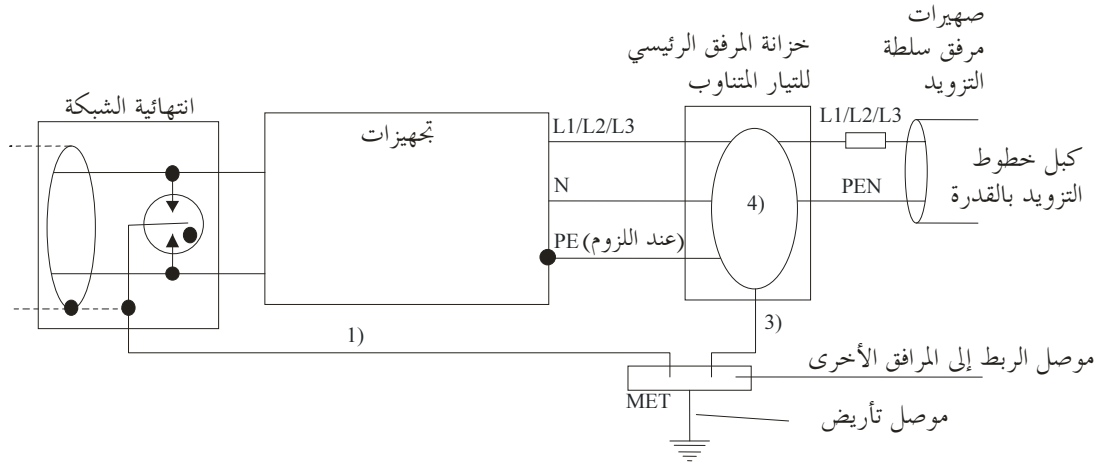 صهيرات
مرفق سلطة
التزويد
خزانة المرفق الرئيسي
للتيار المتناوب
انتهائية الشبكة
تجهيزات
L1/L2/L3
L1/L2/L3
كبل خطوط
التزويد بالقدرة
N
PEN
4)
PE (عند اللزوم)
3)
1)
موصل الربط إلى المرافق الأخرى
MET
موصل تأريض